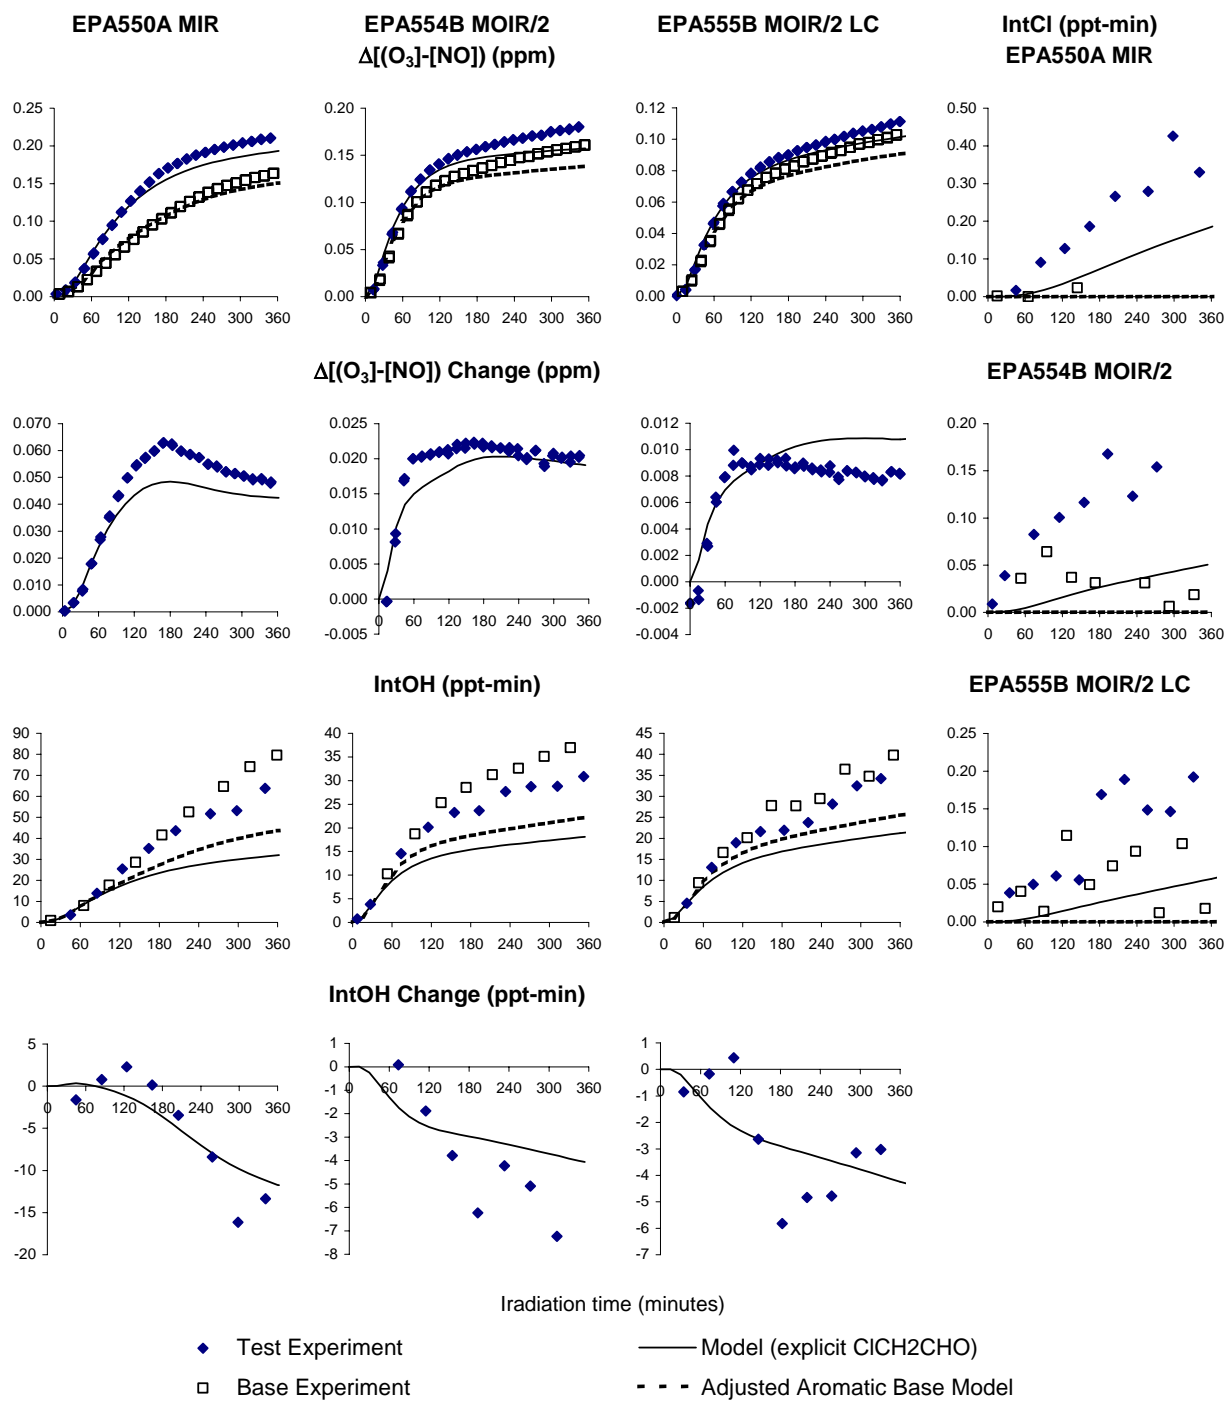 EPA550A MIR EPA554B MOIR/2 EPA555B MOIR/2 LC IntCl (ppt-min)
Δ[(O₃]-[NO]) (ppm) EPA550A MIR
0.25 0.20 0.12 0.50
0.20 0.15 0.10 0.40
0.15 0.10 0.08 0.30
0.10 0.05 0.06 0.20
0.05 0.00 0.04 0.10
0.00 0.02 0.00
0.00
0 60 120 180 240 300 360 0 60 120 180 240 300 360 0 60 120 180 240 300 360 0 60 120 180 240 300 360
Δ[(O₃]-[NO]) Change (ppm) EPA554B MOIR/2
0.070 0.025 0.012 0.20
0.060 0.020 0.010 0.15
0.050 0.015 0.008 0.10
0.040 0.010 0.006 0.05
0.030 0.005 0.004 0.00
0.020 0.000 0.002
0.010 -0.005 0.000
0.000 -0.002
-0.004
0 60 120 180 240 300 360 0 60 120 180 240 300 360 0 60 120 180 240 300 360 0 60 120 180 240 300 360
IntOH (ppt-min) EPA555B MOIR/2 LC
90 40 45 0.25
80 35 40 0.20
70 30 35 0.15
60 25 30 0.10
50 20 25 0.05
40 15 20 0.00
30 10 15
20 5 10
10 0 5
0 0
0 60 120 180 240 300 360 0 60 120 180 240 300 360 0 60 120 180 240 300 360 0 60 120 180 240 300 360
IntOH Change (ppt-min)
5 1 1
0 0 0
-5 -1 -1
-10 -2 -2
-15 -3 -3
-20 -4 -4
-5 -5
-6 -6
-7 -7
-8
0 60 120 180 240 300 360 0 60 120 180 240 300 360 0 60 120 180 240 300 360
Irradiation time (minutes)
Test Experiment Model (explicit ClCH2CHO)
Base Experiment Adjusted Aromatic Base Model